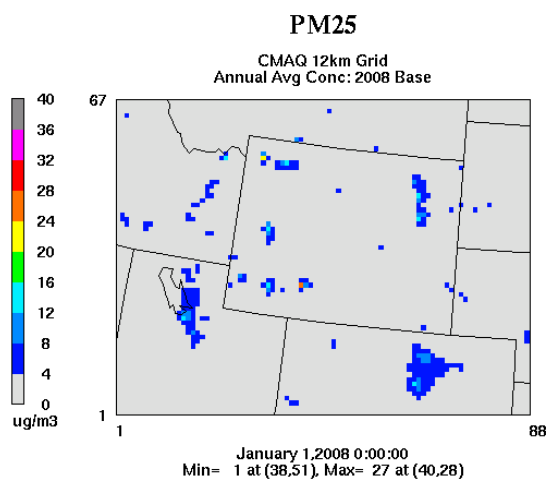 PM25
CMAQ 12km Grid
Annual Avg Conc: 2008 Base
40
36
32
28
24
20
16
12
8
4
0
ug/m3
67
1
1
88
January 1,2008 0:00:00
Min= 1 at (38,51), Max= 27 at (40,28)